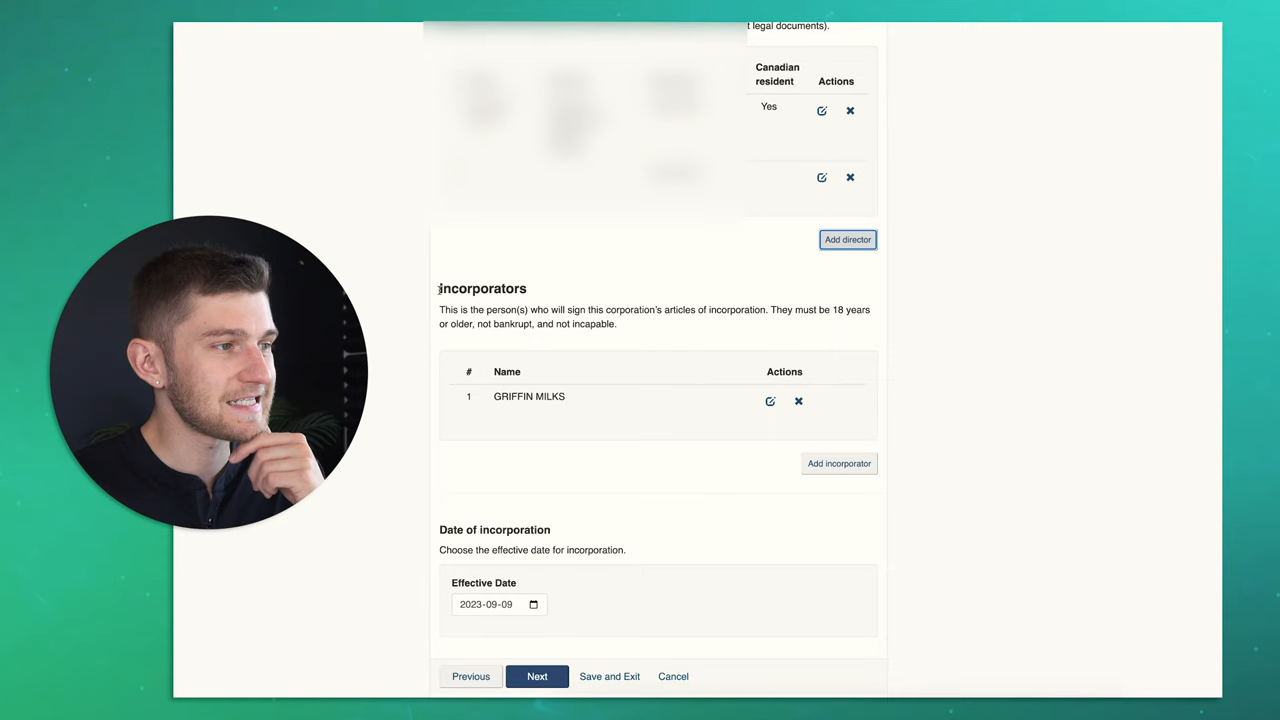 t legal documents).
Canadian
resident
Actions
Yes
Add director
incorporators
This is the person(s) who will sign this corporation's articles of incorporation. They must be 18 years
or older, not bankrupt, and not incapable.
# Name Actions
1 GRIFFIN MILKS
Add incorporator
Date of incorporation
Choose the effective date for incorporation.
Effective Date
2023-09-09
Previous Next Save and Exit Cancel